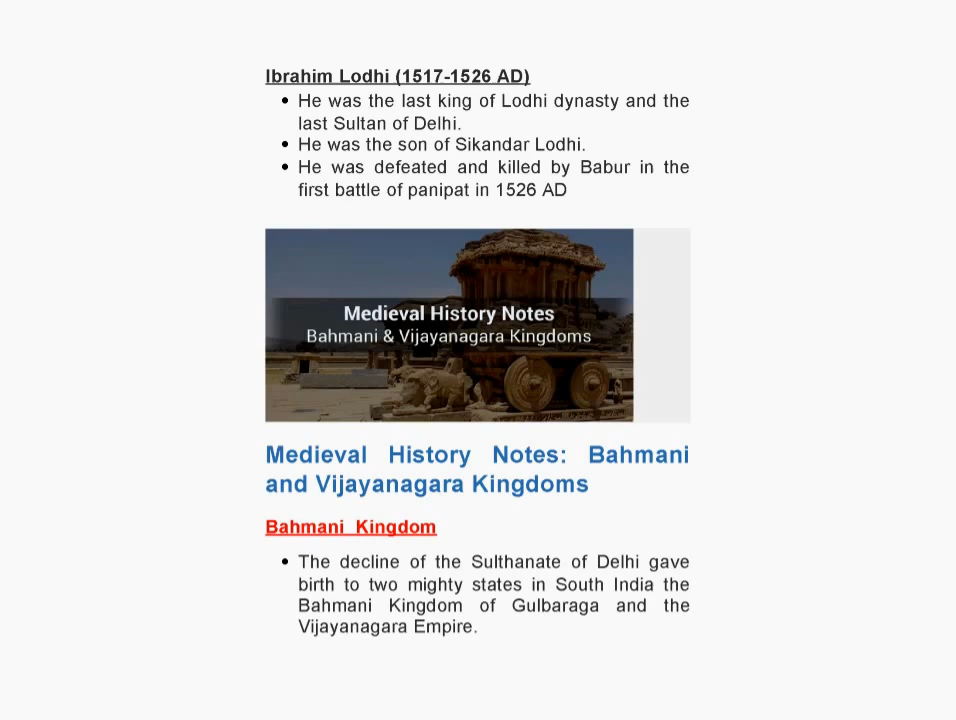 Ibrahim Lodhi (1517-1526 AD)
• He was the last king of Lodhi dynasty and the
last Sultan of Delhi.
• He was the son of Sikandar Lodhi.
• He was defeated and killed by Babur in the
first battle of panipat in 1526 AD
Medieval History Notes
Bahmani & Vijayanagara Kingdoms
Medieval History Notes: Bahmani
and Vijayanagara Kingdoms
Bahmani Kingdom
• The decline of the Sulthanate of Delhi gave
birth to two mighty states in South India the
Bahmani Kingdom of Gulbaraga and the
Vijayanagara Empire.